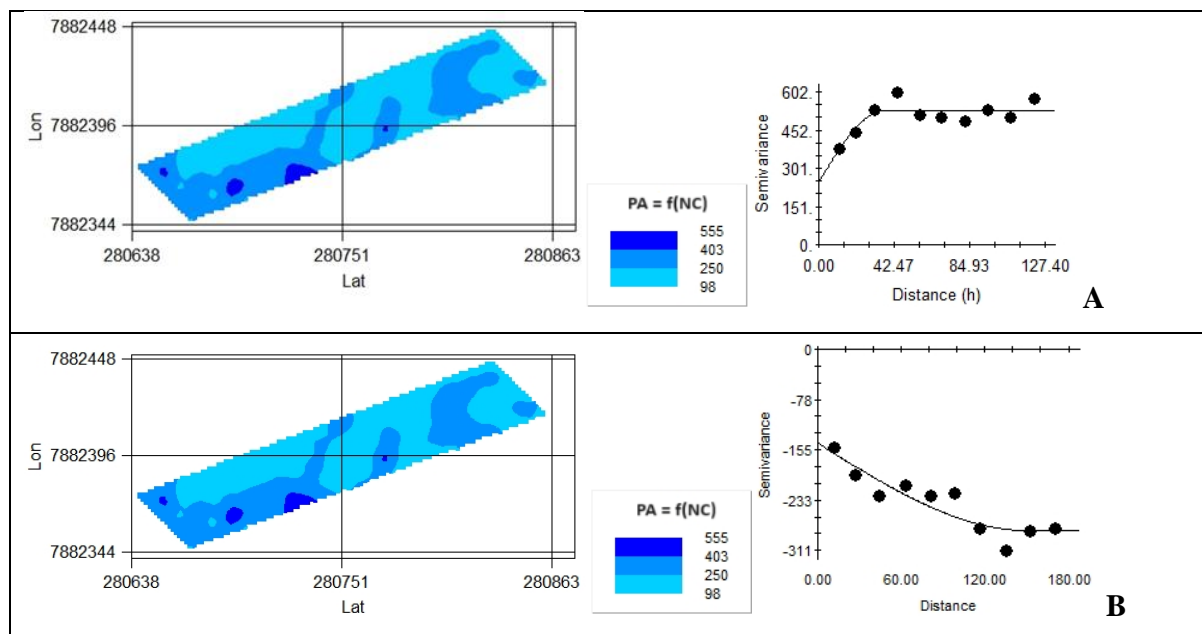 7882448
7882396
7882344
Lon
280638 280751 280863
Lat
PA = f(NC)
555
403
250
98
602.
452.
301.
151.
0.
Semivariance
0.00 42.47 84.93 127.40
Distance (h)
A
7882448
7882396
7882344
Lon
280638 280751 280863
Lat
PA = f(NC)
555
403
250
98
0
-78
-155
-233
-311
Semivariance
0.00 60.00 120.00 180.00
Distance
B